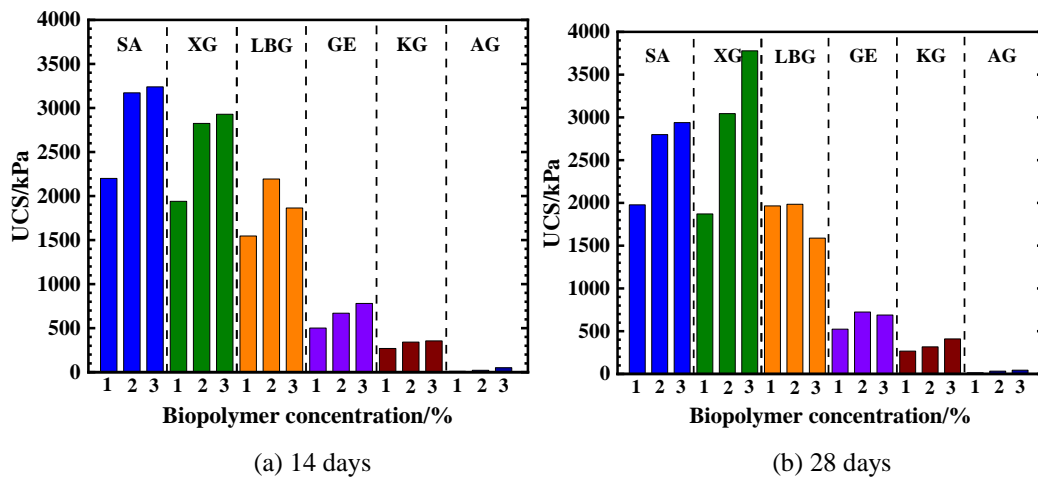 4000
3500
3000
2500
2000
1500
1000
500
0
UCS/kPa
SA XG LBG GE KG AG
1 2 3 1 2 3 1 2 3 1 2 3 1 2 3 1 2 3
Biopolymer concentration/%
(a) 14 days
4000
3500
3000
2500
2000
1500
1000
500
0
UCS/kPa
SA XG LBG GE KG AG
1 2 3 1 2 3 1 2 3 1 2 3 1 2 3 1 2 3
Biopolymer concentration/%
(b) 28 days